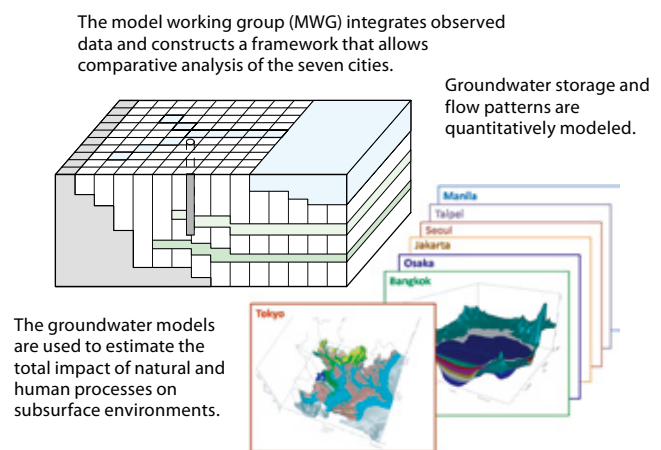 The model working group (MWG) integrates observed
data and constructs a framework that allows
comparative analysis of the seven cities.
Groundwater storage and
flow patterns are
quantitatively modeled.
Manila
Taipei
Seoul
Jakarta
Osaka
Bangkok
Tokyo
The groundwater models
are used to estimate the
total impact of natural and
human processes on
subsurface environments.